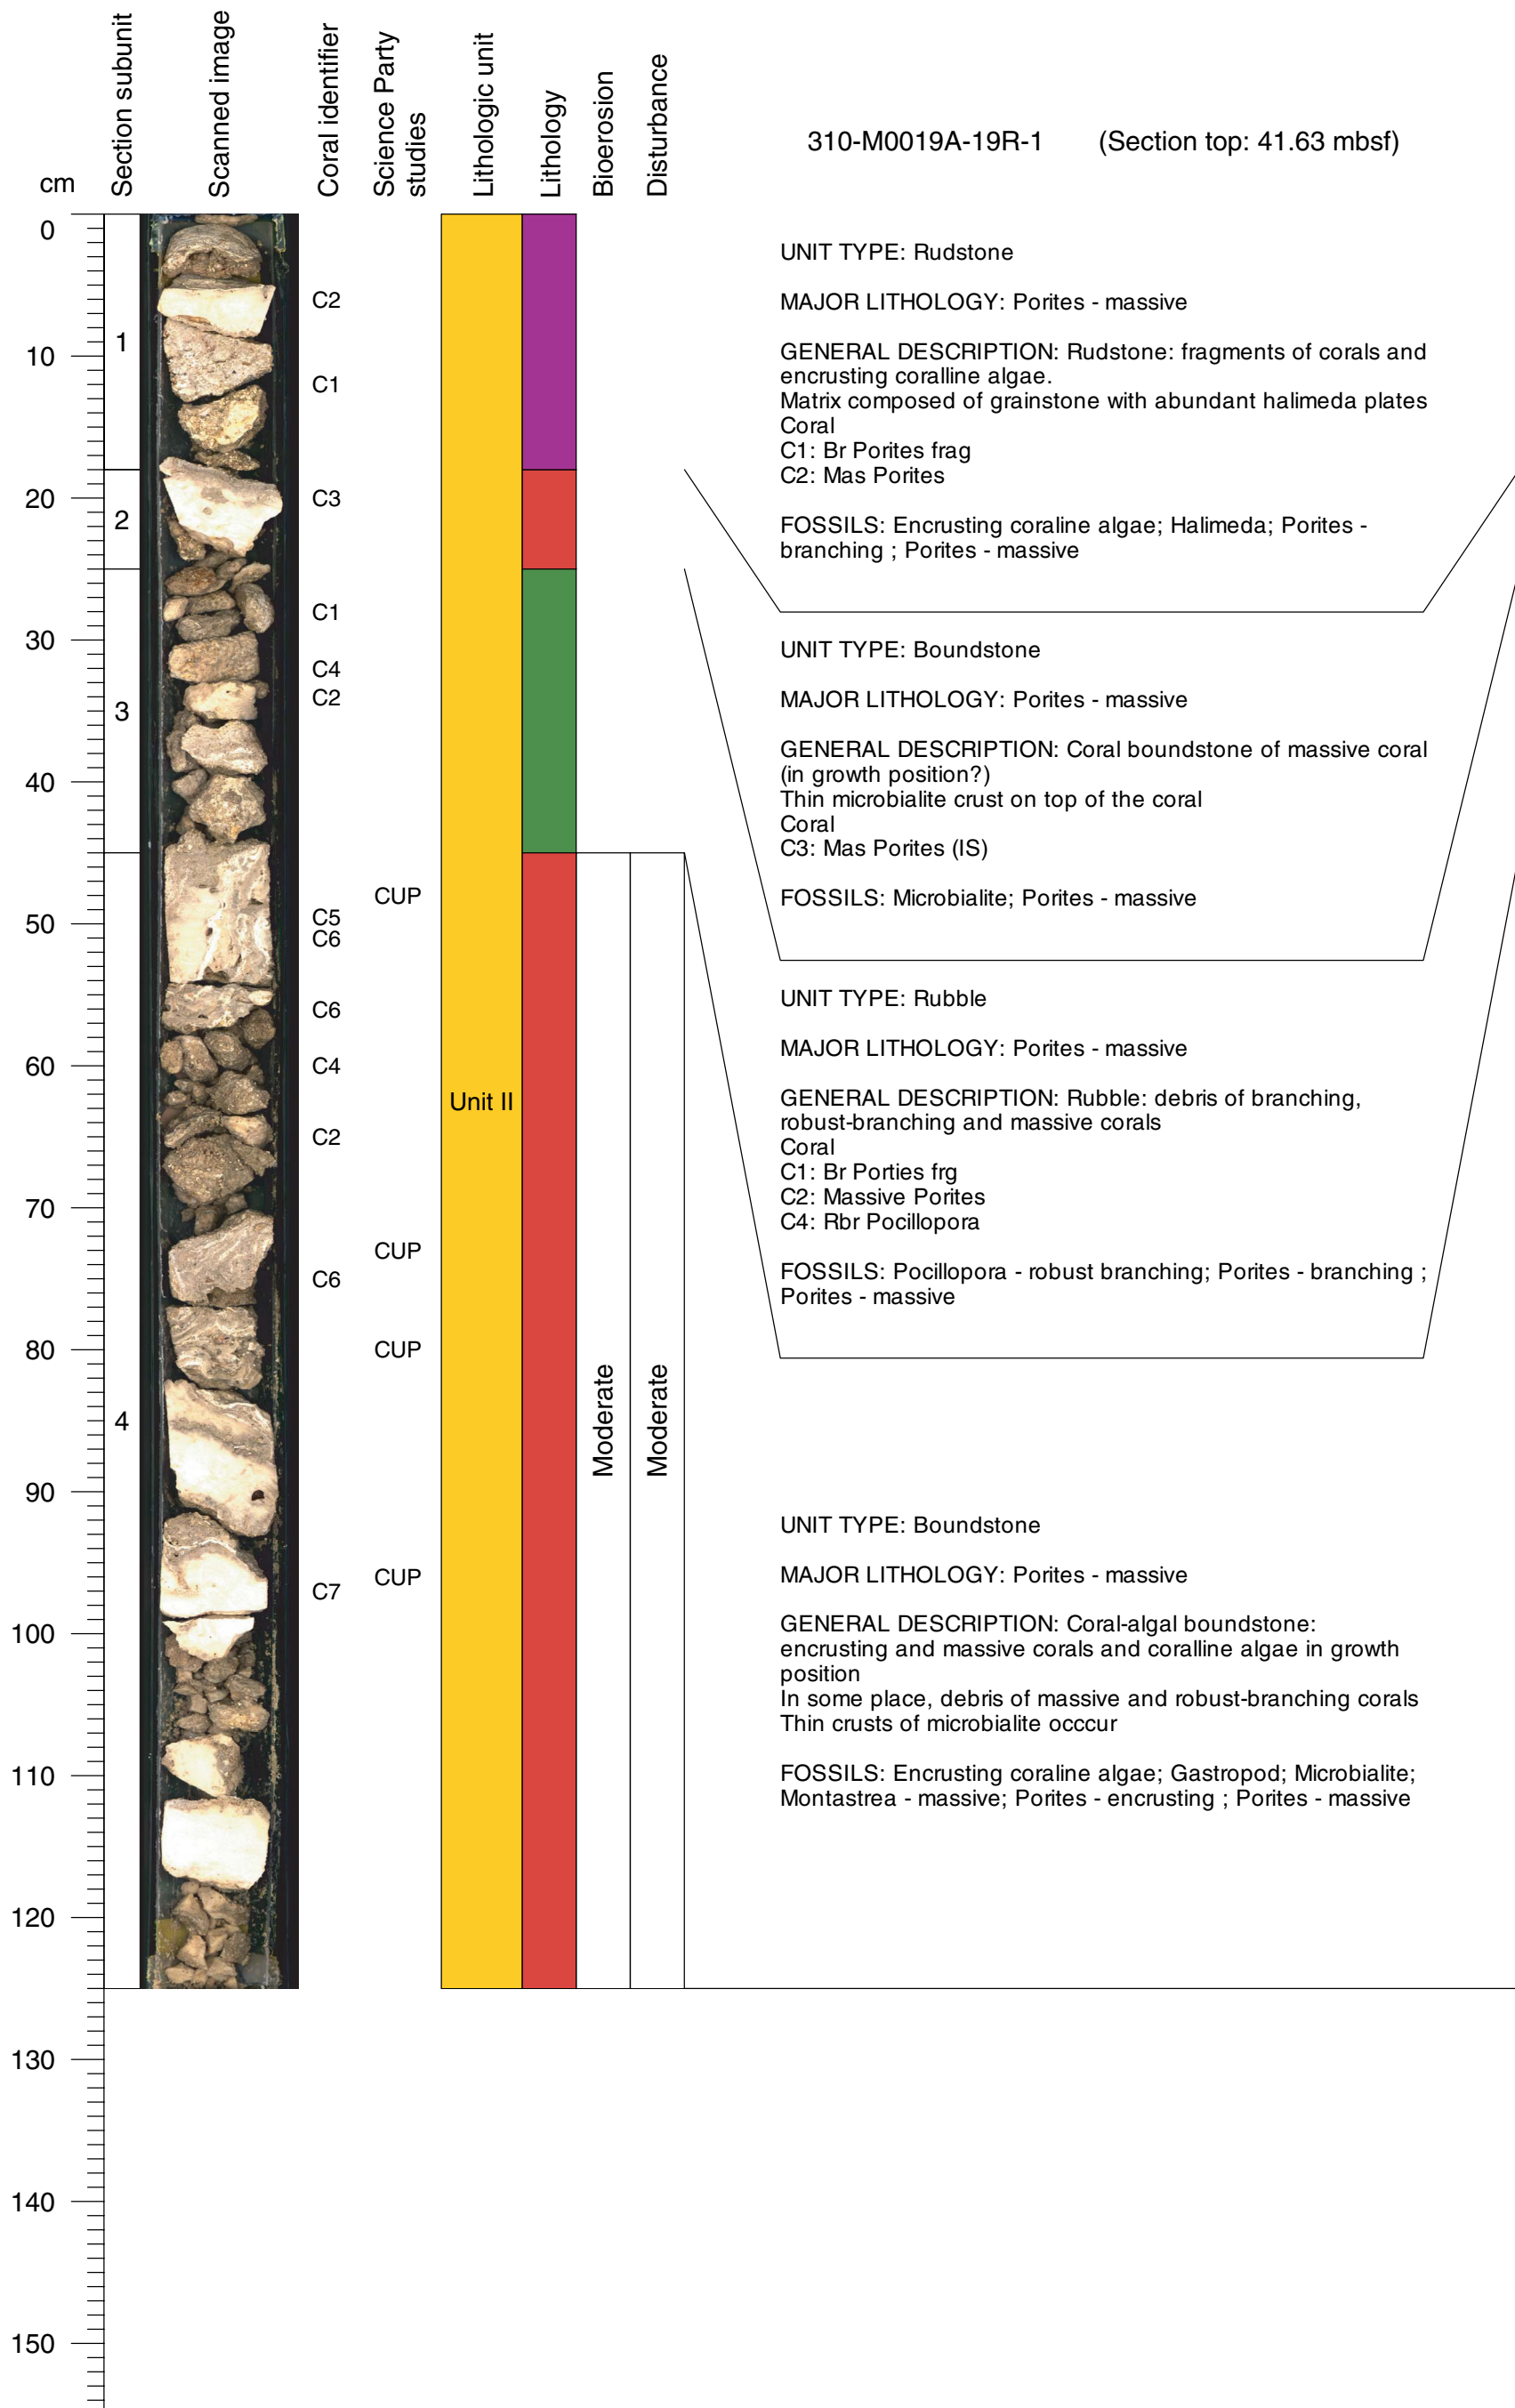 Section subunit
Scanned image
Coral identifier
Science Party
studies
Lithologic unit
Lithology
Bioerosion
Disturbance
310-M0019A-19R-1 (Section top: 41.63 mbsf)
cm
0
10
20
30
40
50
60
70
80
90
100
110
120
130
140
150
1
2
3
4
C2
C1
C3
C1
C4
C2
C5
C6
C6
C4
C2
C6
C7
CUP
CUP
CUP
CUP
Unit II
Moderate
Moderate
UNIT TYPE: Rudstone
MAJOR LITHOLOGY: Porites - massive
GENERAL DESCRIPTION: Rudstone: fragments of corals and
encrusting coralline algae.
Matrix composed of grainstone with abundant halimeda plates
Coral
C1: Br Porites frag
C2: Mas Porites
FOSSILS: Encrusting coraline algae; Halimeda; Porites -
branching ; Porites - massive
UNIT TYPE: Boundstone
MAJOR LITHOLOGY: Porites - massive
GENERAL DESCRIPTION: Coral boundstone of massive coral
(in growth position?)
Thin microbialite crust on top of the coral
Coral
C3: Mas Porites (IS)
FOSSILS: Microbialite; Porites - massive
UNIT TYPE: Rubble
MAJOR LITHOLOGY: Porites - massive
GENERAL DESCRIPTION: Rubble: debris of branching,
robust-branching and massive corals
Coral
C1: Br Porties frg
C2: Massive Porites
C4: Rbr Pocillopora
FOSSILS: Pocillopora - robust branching; Porites - branching ;
Porites - massive
UNIT TYPE: Boundstone
MAJOR LITHOLOGY: Porites - massive
GENERAL DESCRIPTION: Coral-algal boundstone:
encrusting and massive corals and coralline algae in growth
position
In some place, debris of massive and robust-branching corals
Thin crusts of microbialite occcur
FOSSILS: Encrusting coraline algae; Gastropod; Microbialite;
Montastrea - massive; Porites - encrusting ; Porites - massive